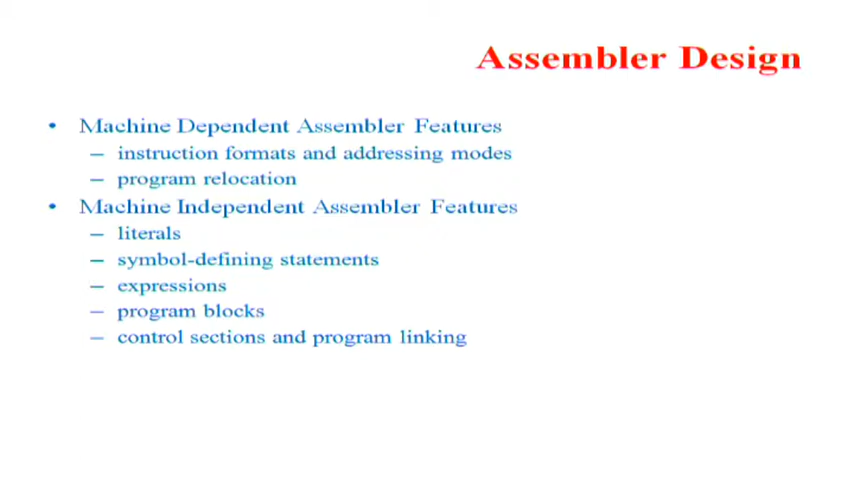 Assembler Design
• Machine Dependent Assembler Features
– instruction formats and addressing modes
– program relocation
• Machine Independent Assembler Features
– literals
– symbol-defining statements
– expressions
– program blocks
– control sections and program linking